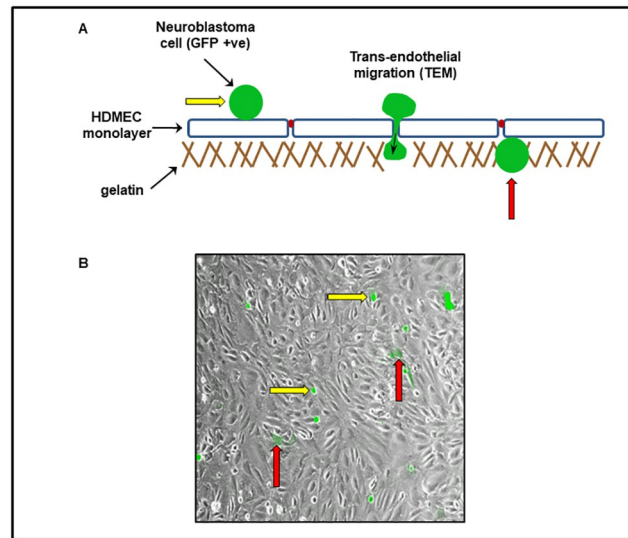 A
Neuroblastoma
cell (GFP +ve)
Trans-endothelial
migration (TEM)
HDMEC
monolayer
gelatin
B